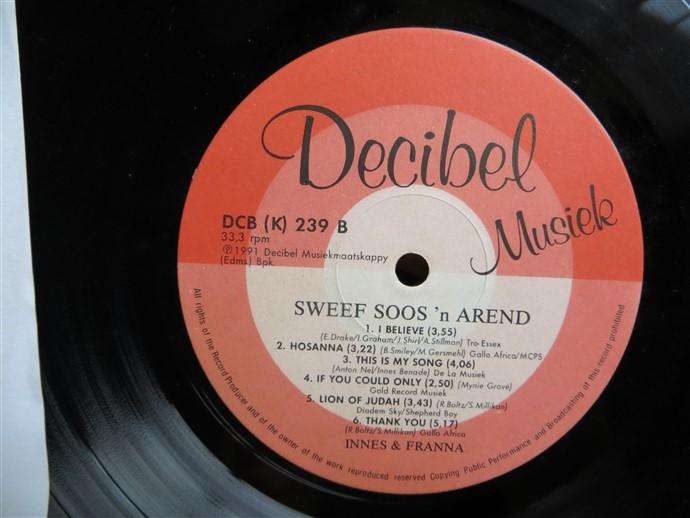 Decibel
Musiek
DCB (K) 239 B
33,3 rpm
℗ 1991 Decibel Musiekmaatskappy
(Edms) Bpk.
SWEEF SOOS 'n AREND
1. I BELIEVE (3,55)
(E.Drake/I.Graham/J.Shirl/A.Stillman) Tro Essex
2. HOSANNA (3,22) (B.Smiley/M.Gersmehl) Gallo Africa/MCPS
3. THIS IS MY SONG (4,06)
(Anton Nel/Innes Benade) De La Musiek
4. IF YOU COULD ONLY (2,50) (Mynie Grové)
Gold Record Musiek
5. LION OF JUDAH (3,43) (R.Boltz/S.Millikan)
Diadem Sky/Shepherd Boy
6. THANK YOU (5,17)
(R.Boltz/S.Millikan) Gallo Africa
INNES & FRANNA
All rights of the Record Producer and of the owner of the work reproduced reserved Copying Public Performance and Broadcasting of this record prohibited